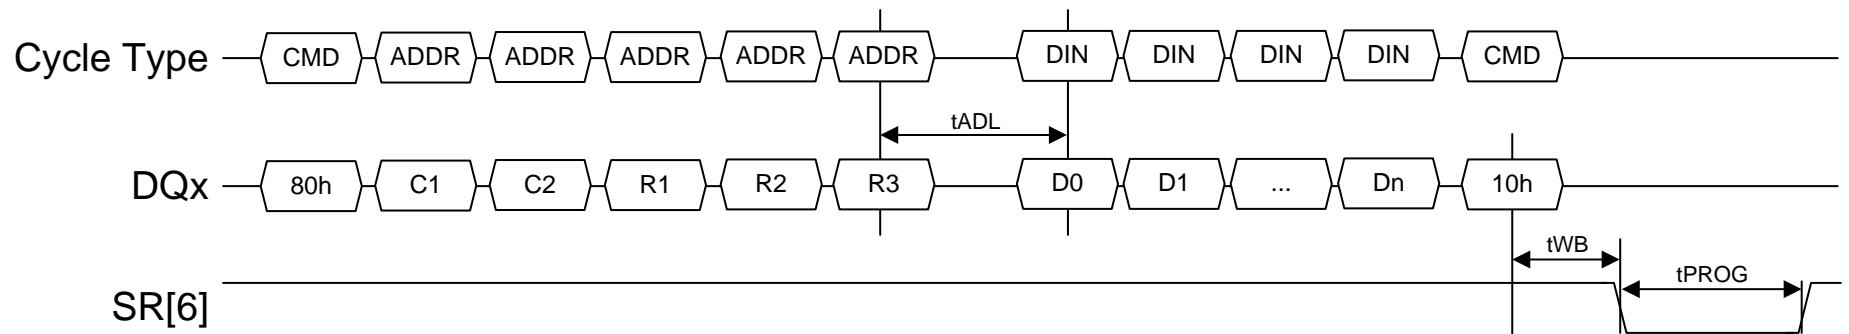 Cycle Type CMD ADDR ADDR ADDR ADDR ADDR DIN DIN DIN DIN CMD
tADL
DQx 80h C1 C2 R1 R2 R3 D0 D1 ... Dn 10h
tWB
tPROG
SR[6]